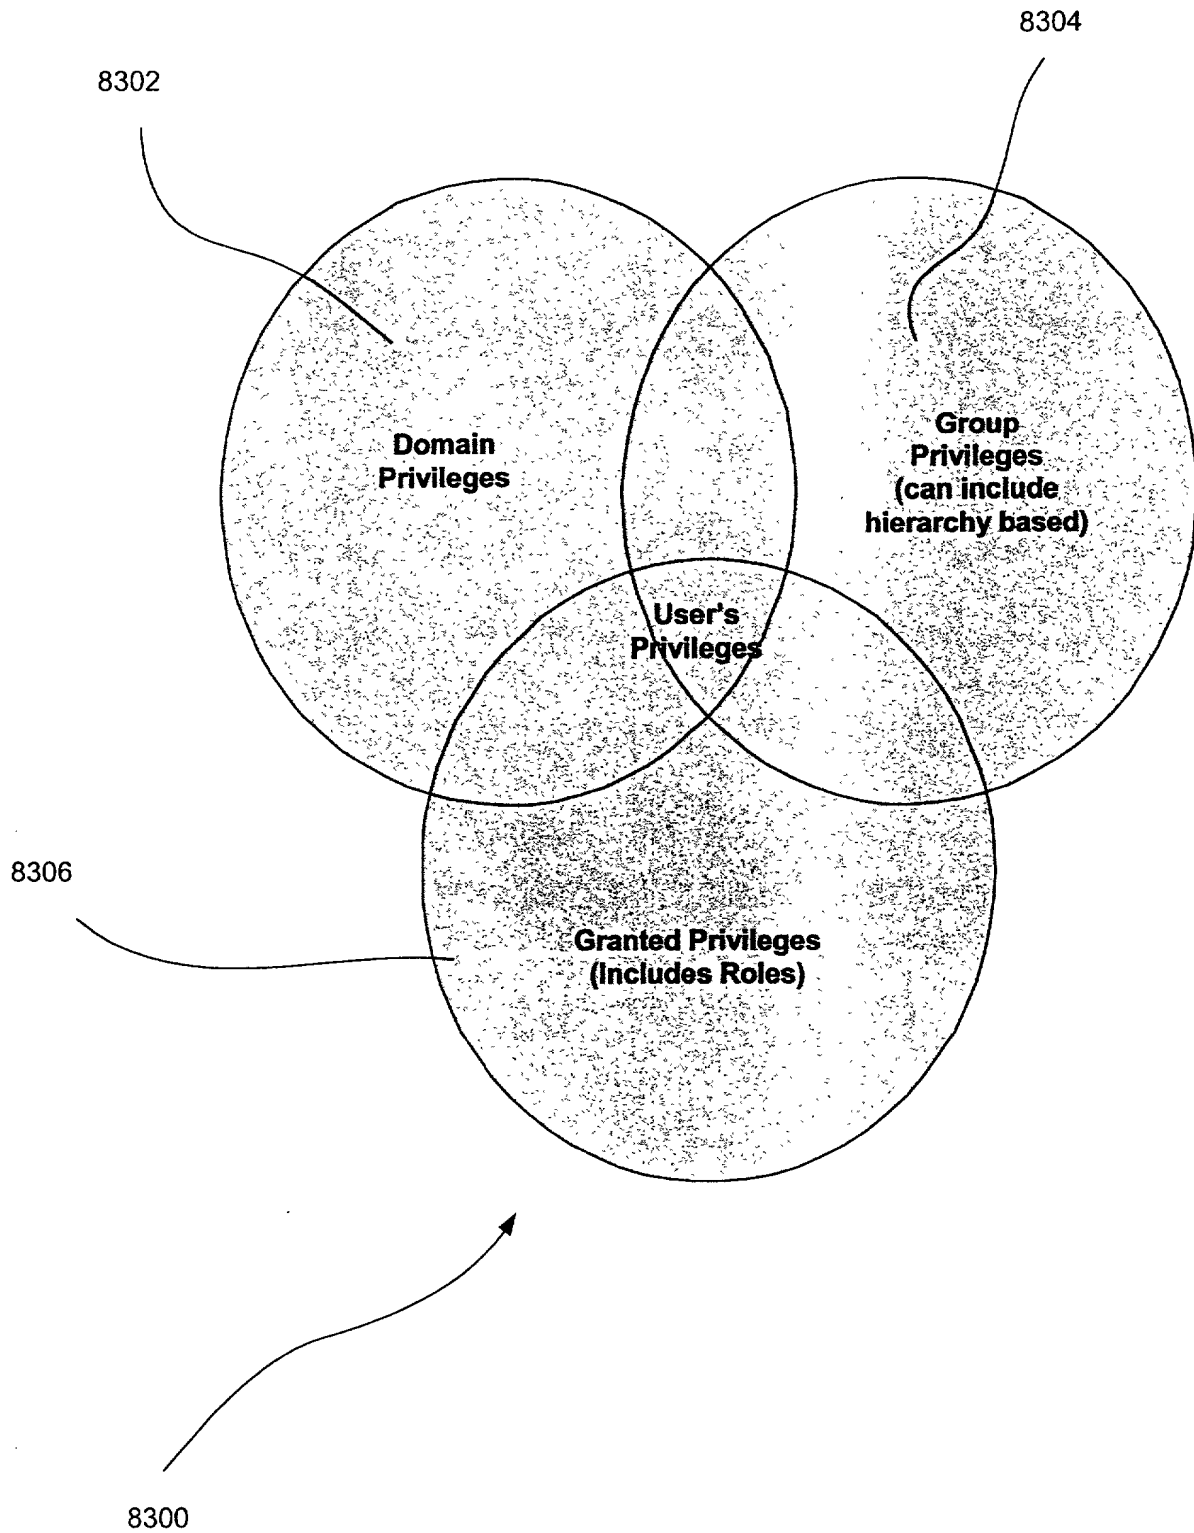 8304
8302
Domain
Privileges
Group
Privileges
(can include
hierarchy based)
User's
Privileges
8306
Granted Privileges
(Includes Roles)
8300